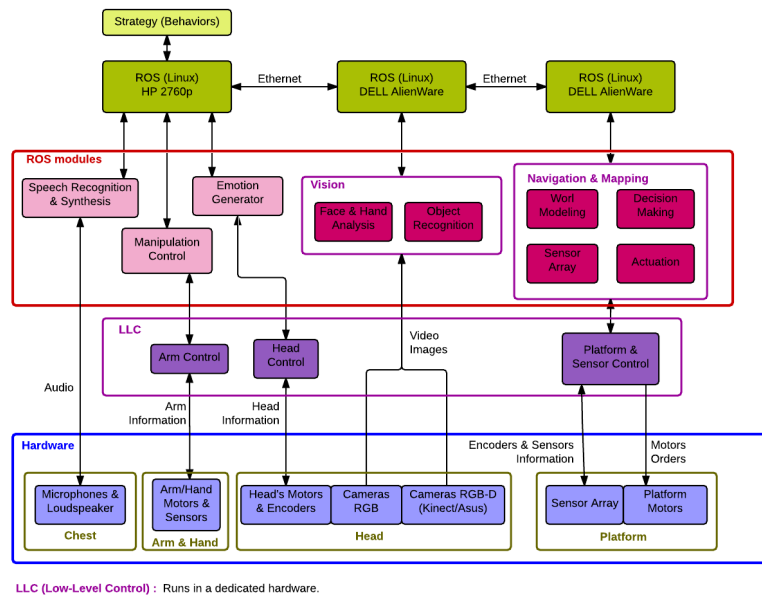 Strategy (Behaviors)
ROS (Linux)
HP 2760p
Ethernet
ROS (Linux)
DELL AlienWare
Ethernet
ROS (Linux)
DELL AlienWare
ROS modules
Speech Recognition
& Synthesis
Emotion
Generator
Manipulation
Control
Vision
Face & Hand
Analysis
Object
Recognition
Navigation & Mapping
Worl
Modeling
Decision
Making
Sensor
Array
Actuation
LLC
Arm Control
Head
Control
Video
Images
Platform &
Sensor Control
Audio
Arm
Information
Head
Information
Encoders & Sensors
Information
Motors
Orders
Hardware
Microphones &
Loudspeaker
Chest
Arm/Hand
Motors &
Sensors
Arm & Hand
Head's Motors
& Encoders
Cameras
RGB
Cameras RGB-D
(Kinect/Asus)
Head
Sensor Array
Platform
Motors
Platform
LLC (Low-Level Control) : Runs in a dedicated hardware.